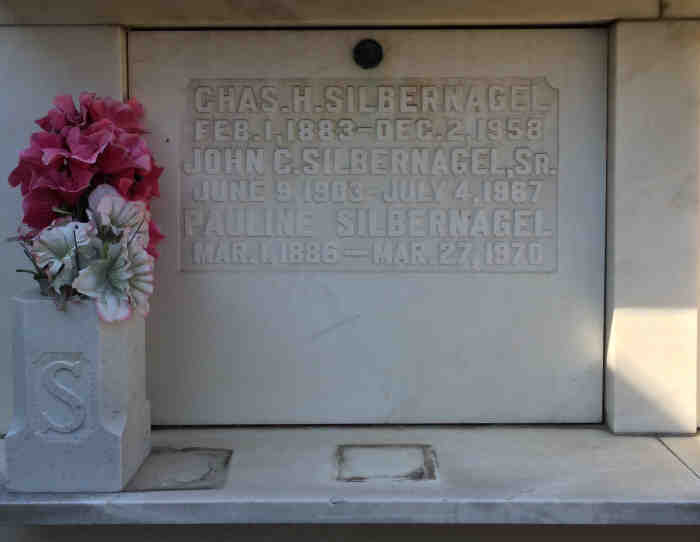 CHAS. H. SILBERNAGEL
FEB. 1, 1883 - DEC. 2, 1958
JOHN C. SILBERNAGEL, SR.
JUNE 9, 1903 - JULY 4, 1967
PAULINE SILBERNAGEL
MAR. 1, 1886 — MAR. 27, 1970
S